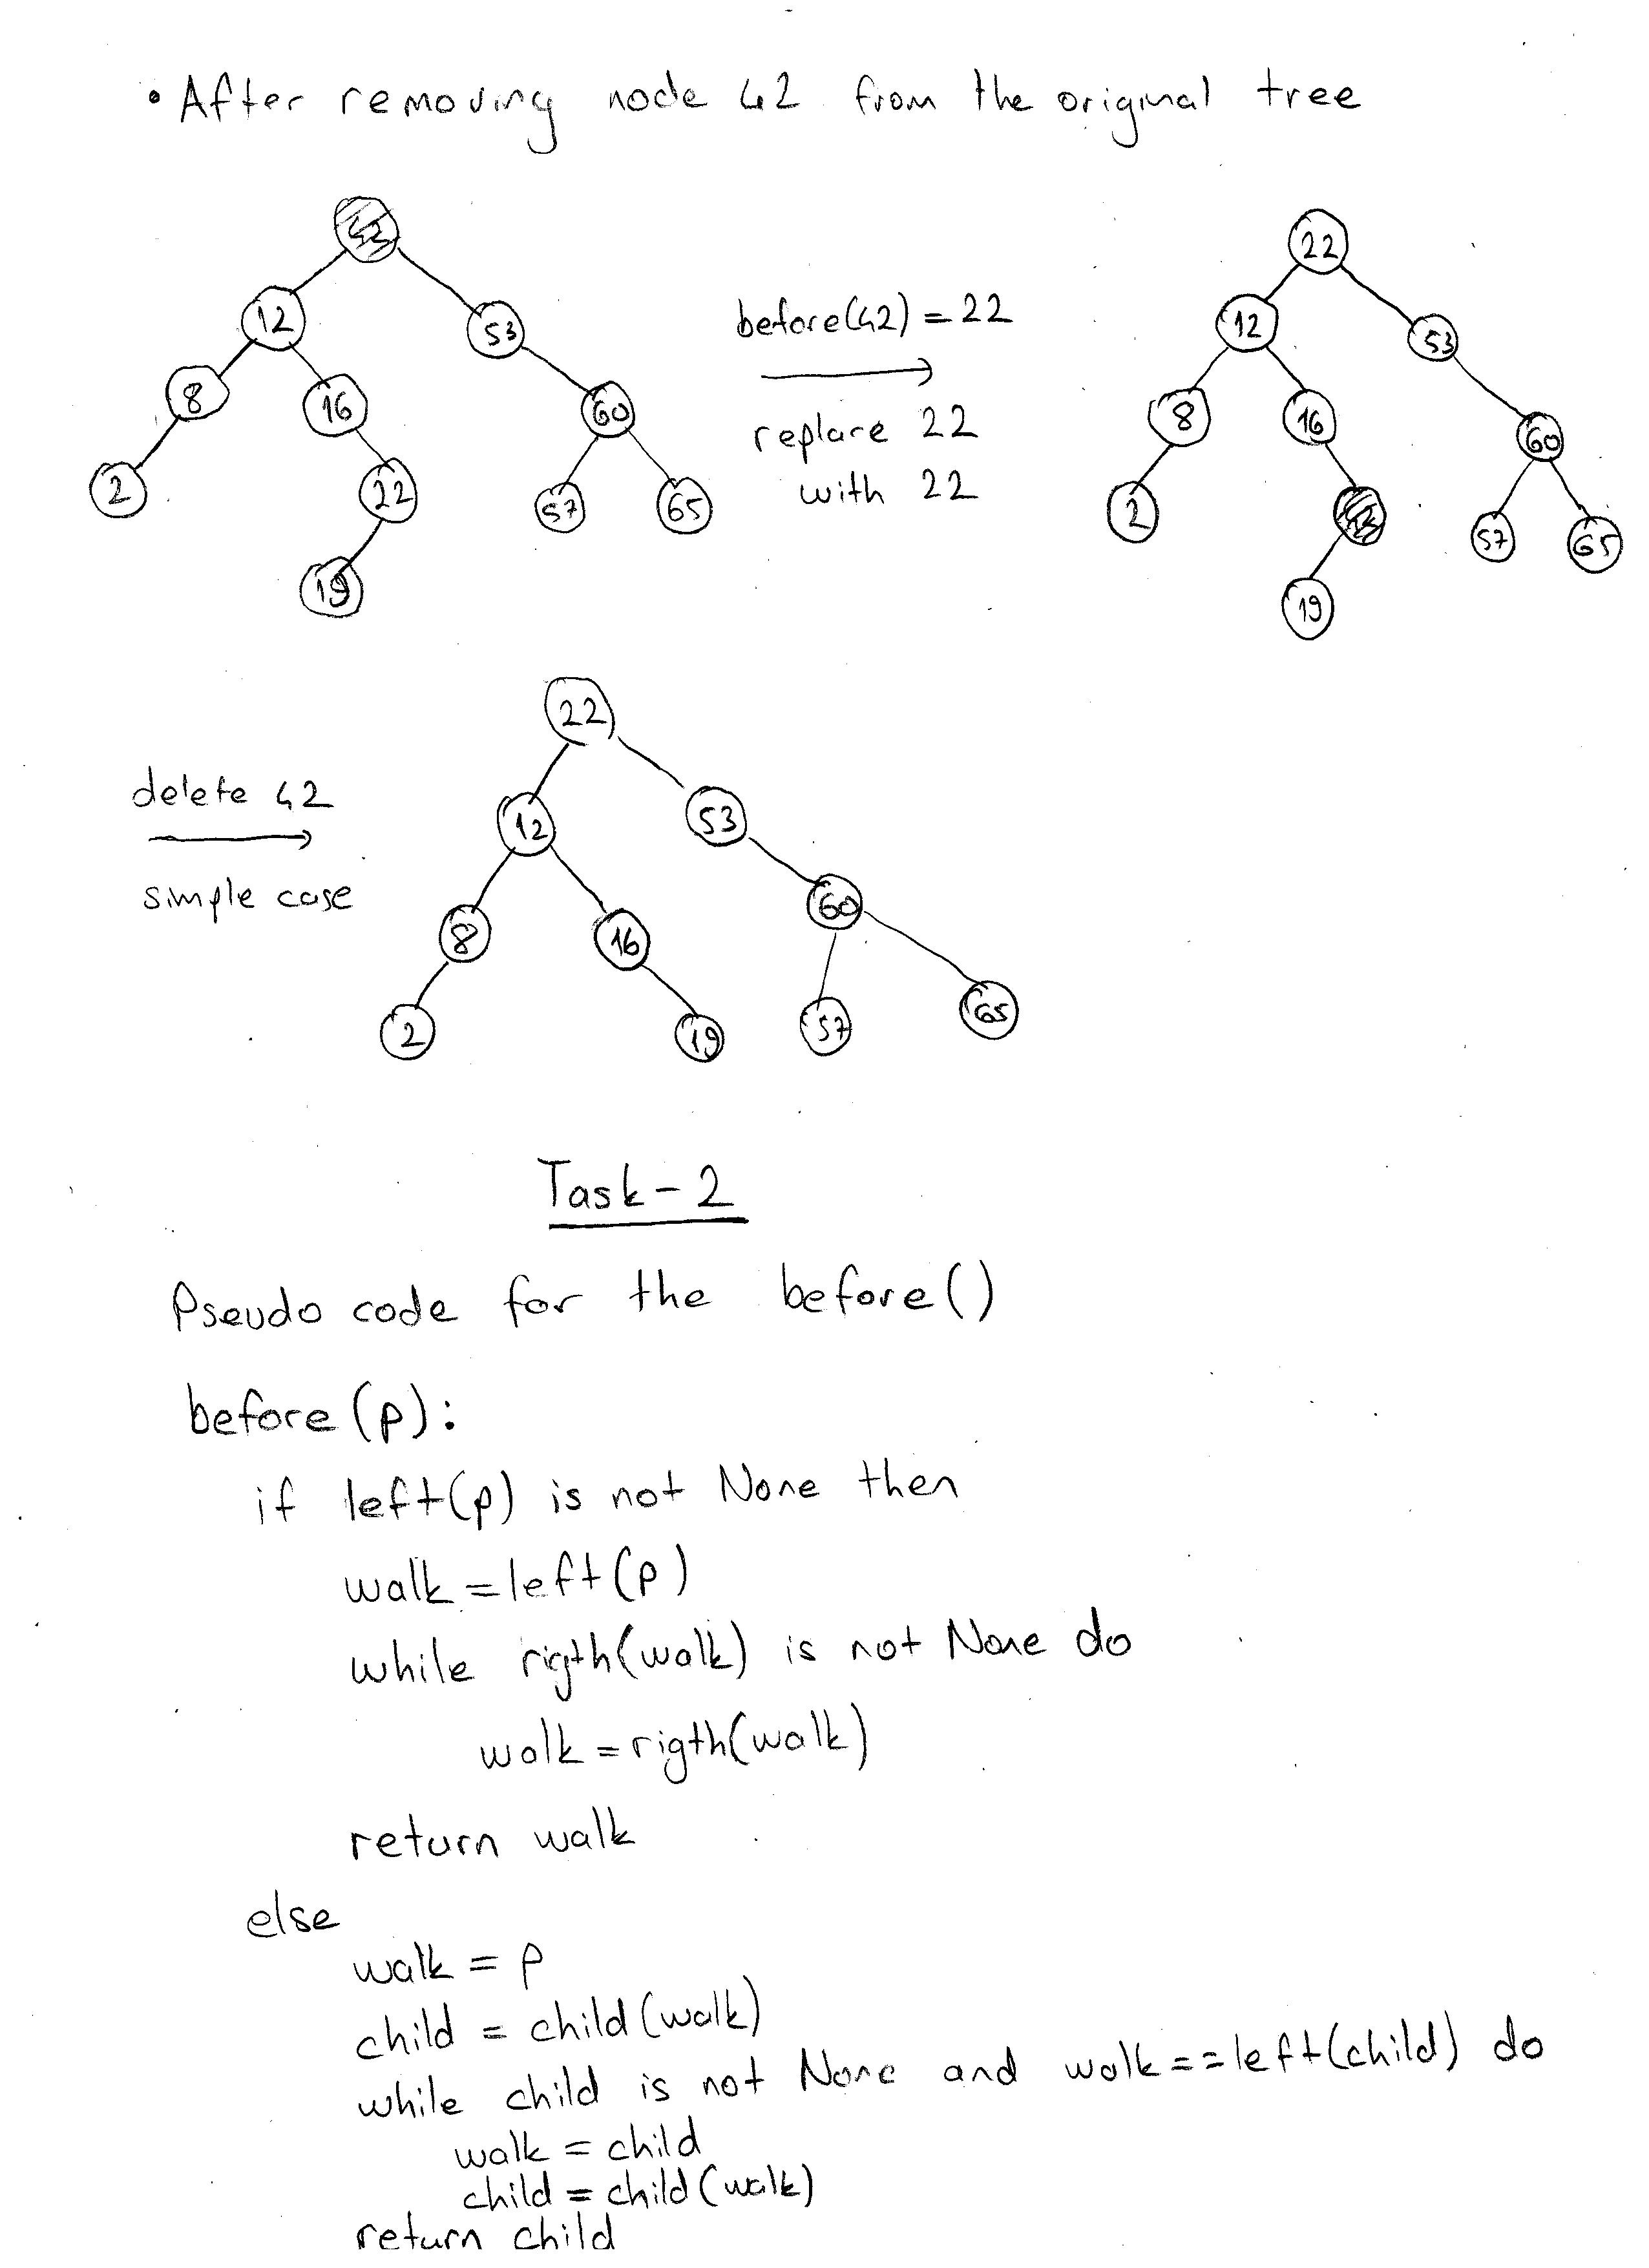 • After removing node 42 from the original tree
42
12
53
8
16
60
2
22
57
65
19
before(42) = 22
replace 22
with 22
22
12
53
8
16
60
2
42
57
65
19
delete 42
simple case
22
12
53
8
16
60
2
19
57
65
Task-2
Pseudo code for the before()
before(p):
if left(p) is not None then
walk = left(p)
while rigth(walk) is not None do
walk = rigth(walk)
return walk
else
walk = p
child = child(walk)
while child is not None and walk == left(child) do
walk = child
child = child(walk)
return child